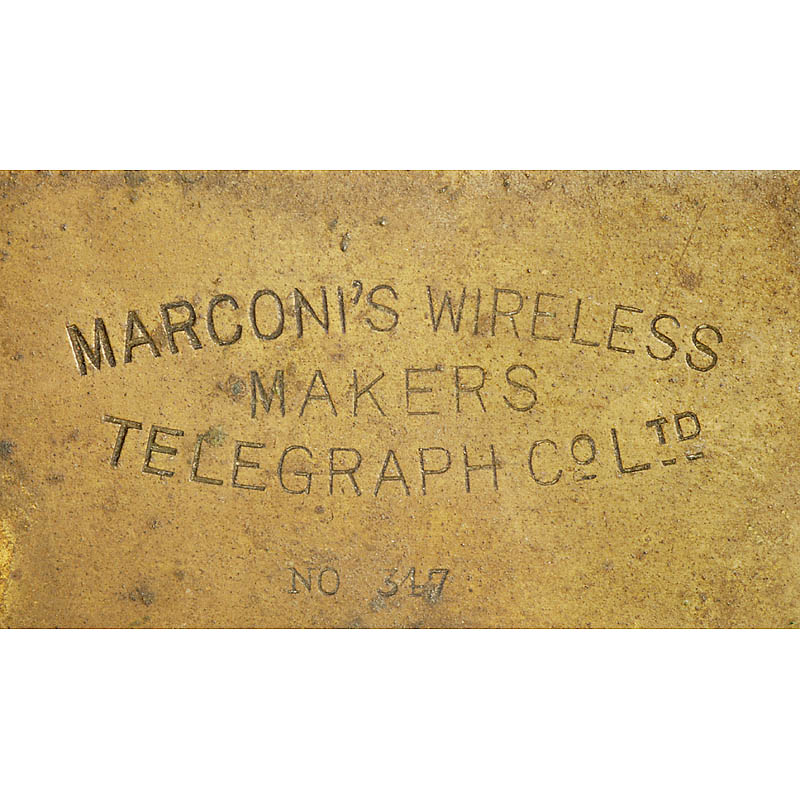 MARCONI'S WIRELESS
MAKERS
TELEGRAPH Co LTD
NO 347